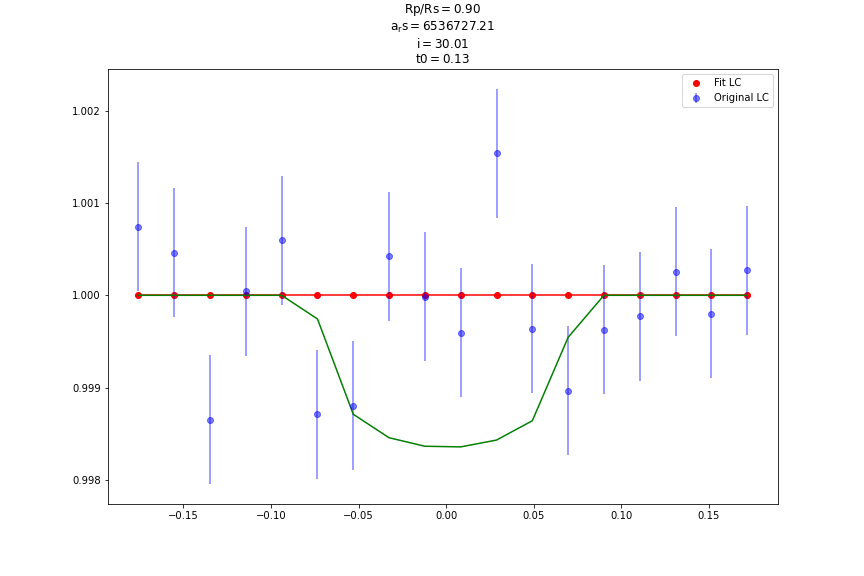 Rp/Rs = 0.90
aᵣs = 6536727.21
i = 30.01
t0 = 0.13
Fit LC
Original LC
1.002
1.001
1.000
0.999
0.998
−0.15 −0.10 −0.05 0.00 0.05 0.10 0.15